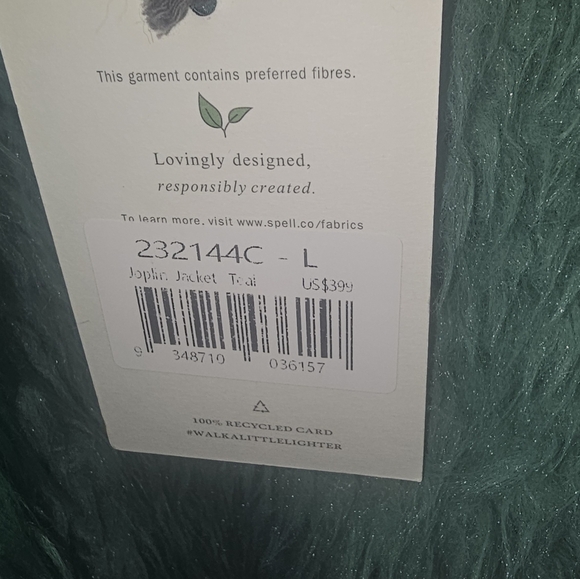 This garment contains preferred fibres.
Lovingly designed,
responsibly created.
To learn more, visit www.spell.co/fabrics
232144C - L
Joplin Jacket Teal US$399
9 348710 036157
100% RECYCLED CARD
#WALKALITTLELIGHTER